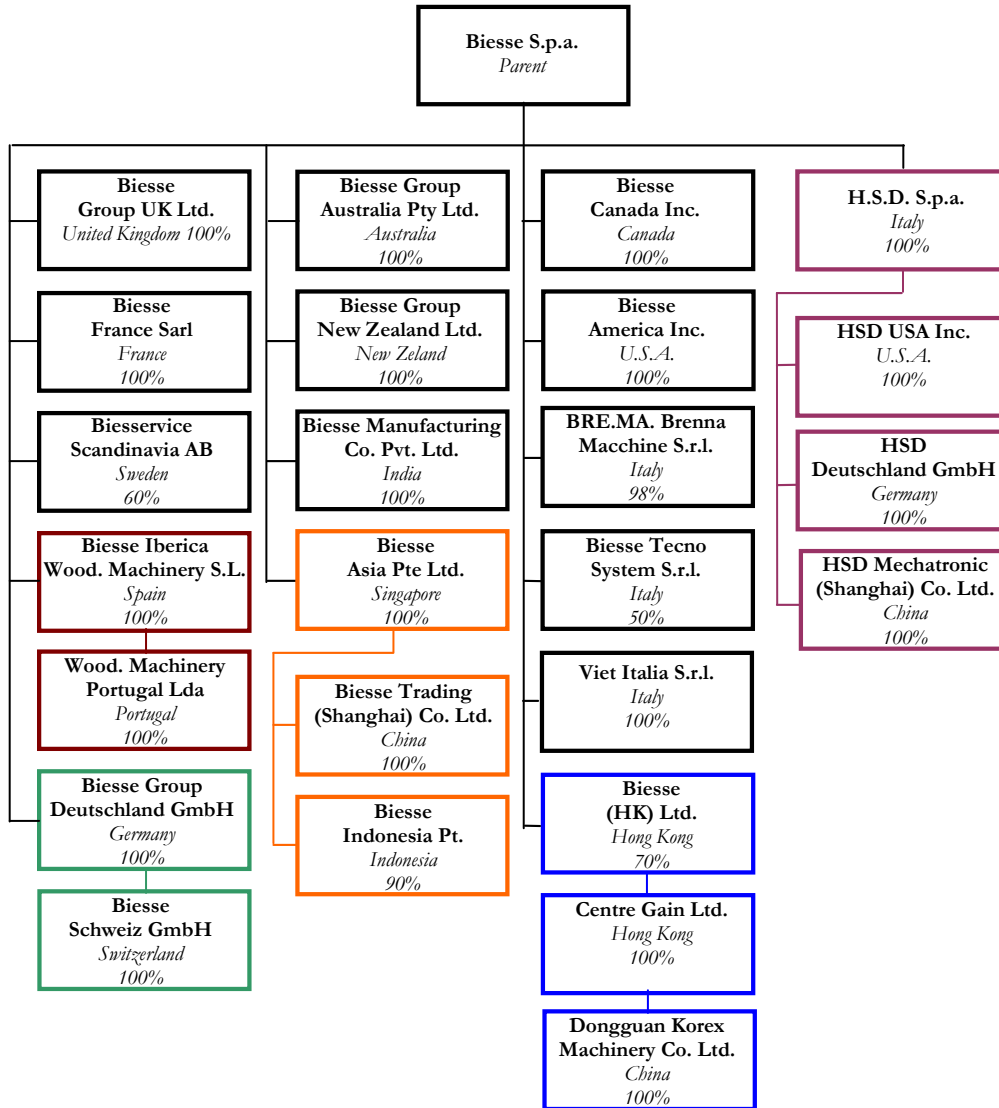 Biesse S.p.a.
Parent
Biesse
Group UK Ltd.
United Kingdom 100%
Biesse
France Sarl
France
100%
Biesservice
Scandinavia AB
Sweden
60%
Biesse Iberica
Wood. Machinery S.L.
Spain
100%
Wood. Machinery
Portugal Lda
Portugal
100%
Biesse Group
Deutschland GmbH
Germany
100%
Biesse
Schweiz GmbH
Switzerland
100%
Biesse Group
Australia Pty Ltd.
Australia
100%
Biesse Group
New Zealand Ltd.
New Zeland
100%
Biesse Manufacturing
Co. Pvt. Ltd.
India
100%
Biesse
Asia Pte Ltd.
Singapore
100%
Biesse Trading
(Shanghai) Co. Ltd.
China
100%
Biesse
Indonesia Pt.
Indonesia
90%
Biesse
Canada Inc.
Canada
100%
Biesse
America Inc.
U.S.A.
100%
BRE.MA. Brenna
Macchine S.r.l.
Italy
98%
Biesse Tecno
System S.r.l.
Italy
50%
Viet Italia S.r.l.
Italy
100%
Biesse
(HK) Ltd.
Hong Kong
70%
Centre Gain Ltd.
Hong Kong
100%
Dongguan Korex
Machinery Co. Ltd.
China
100%
H.S.D. S.p.a.
Italy
100%
HSD USA Inc.
U.S.A.
100%
HSD
Deutschland GmbH
Germany
100%
HSD Mechatronic
(Shanghai) Co. Ltd.
China
100%